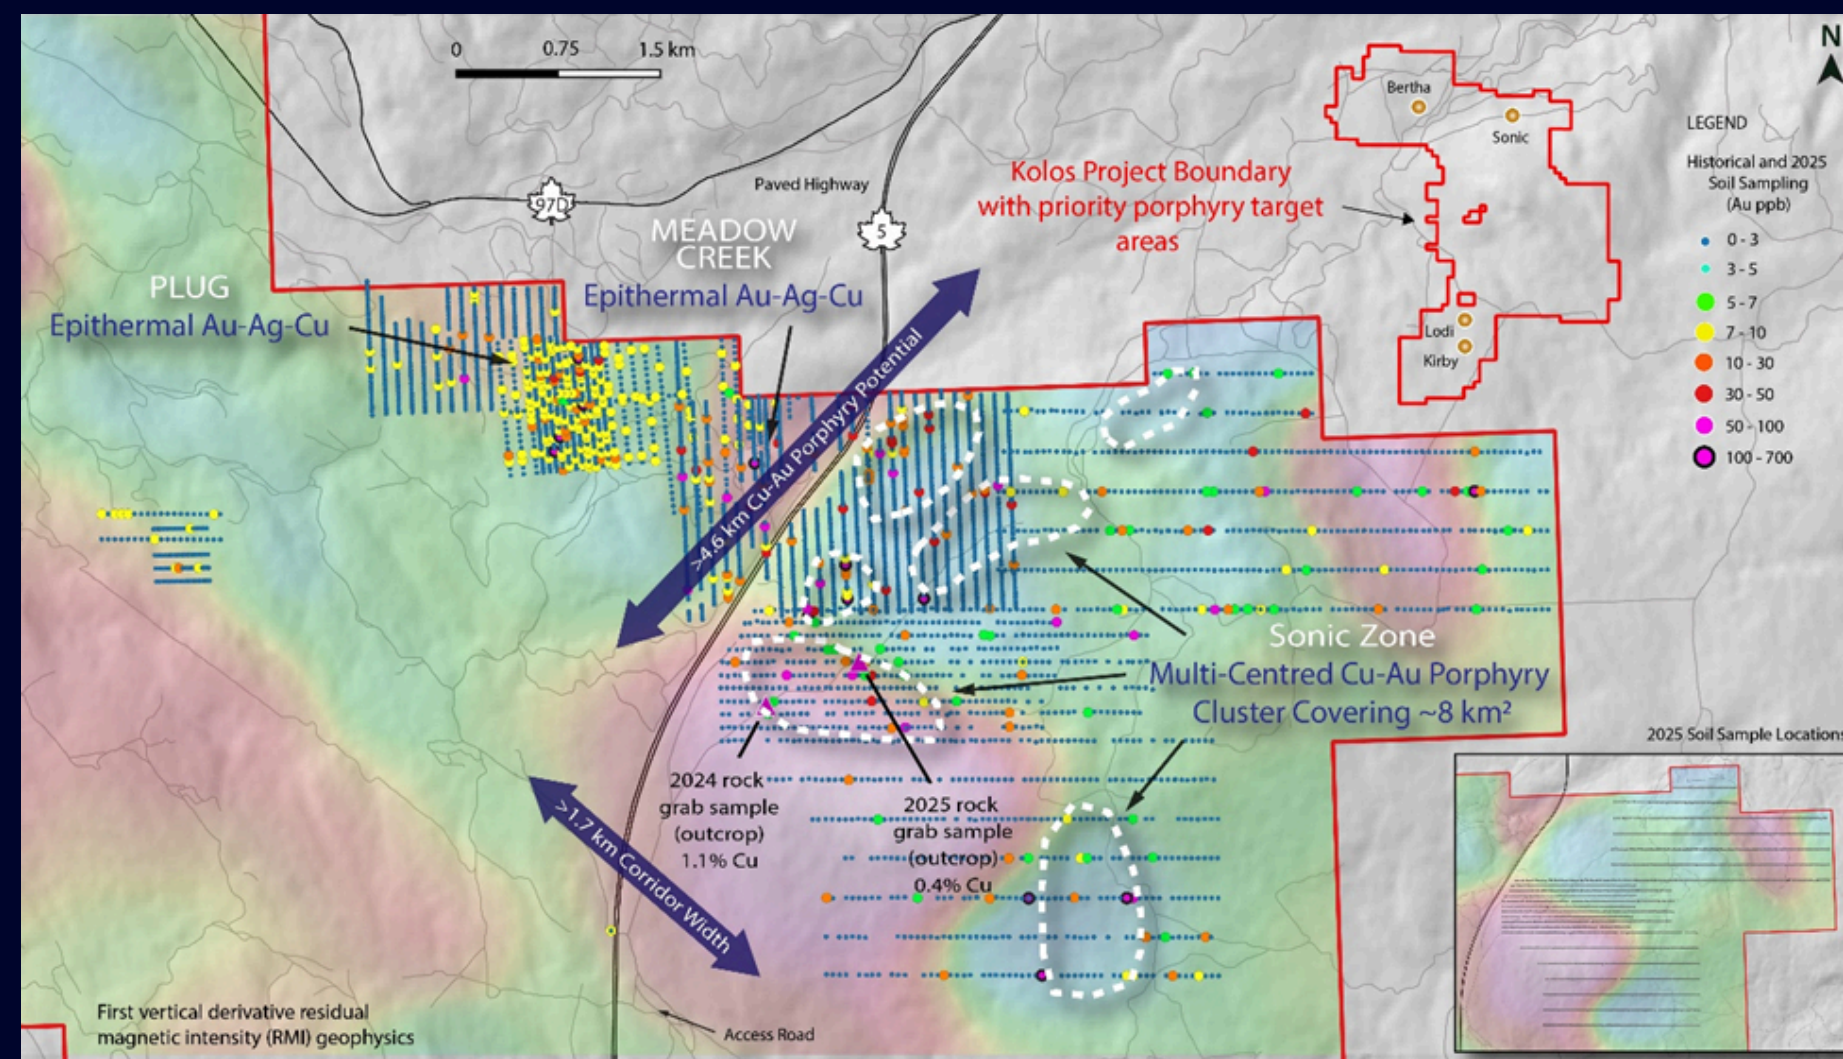 0 0.75 1.5 km
N
Bertha
Sonic
Lodi
Kirby
Kolos Project Boundary
with priority porphyry target
areas
LEGEND
Historical and 2025
Soil Sampling
(Au ppb)
0 - 3
3 - 5
5 - 7
7 - 10
10 - 30
30 - 50
50 - 100
100 - 700
Paved Highway
97D
5
MEADOW
CREEK
Epithermal Au-Ag-Cu
PLUG
Epithermal Au-Ag-Cu
>4.6 km Cu-Au Porphyry Potential
Sonic Zone
Multi-Centred Cu-Au Porphyry
Cluster Covering ~8 km²
2024 rock
grab sample
(outcrop)
1.1% Cu
2025 rock
grab sample
(outcrop)
0.4% Cu
>1.7 km Corridor Width
2025 Soil Sample Locations
First vertical derivative residual
magnetic intensity (RMI) geophysics
Access Road